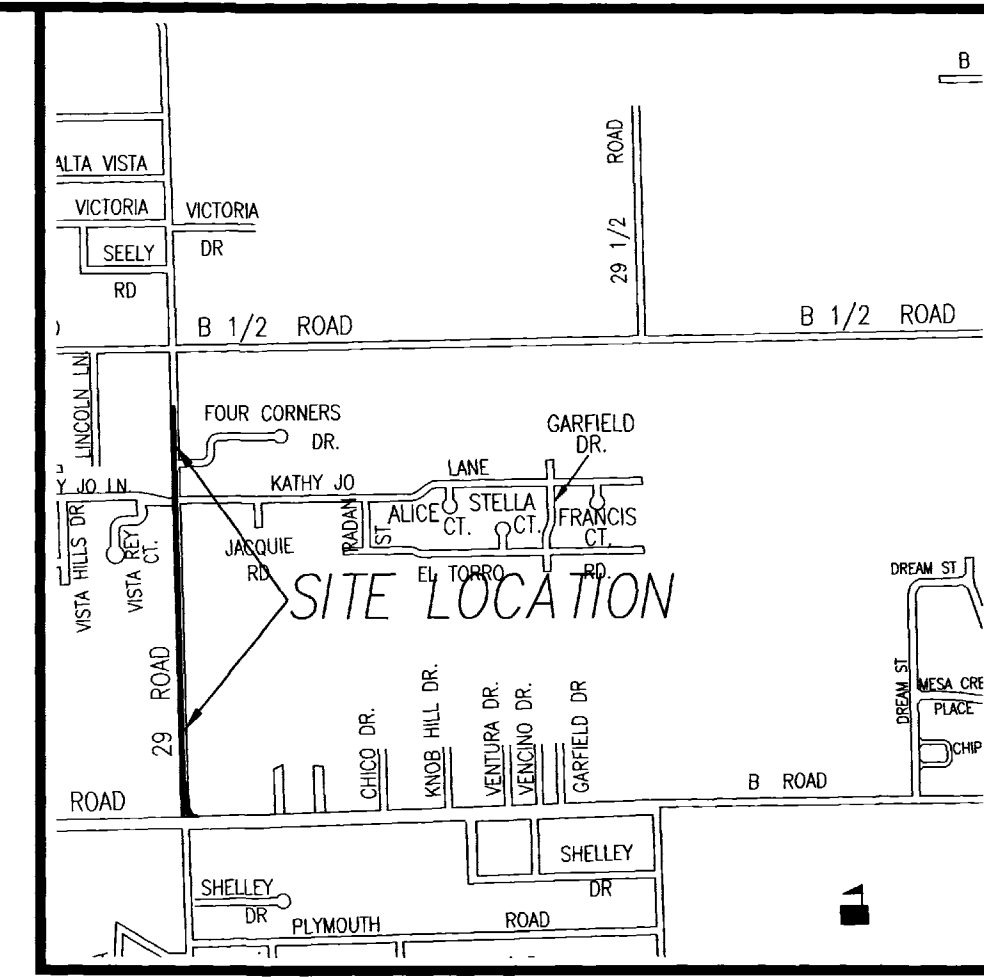 B
ALTA VISTA
VICTORIA
VICTORIA
DR
SEELY
RD
ROAD
29 1/2
B 1/2 ROAD
B 1/2 ROAD
LINCOLN LN.
FOUR CORNERS
DR.
GARFIELD
DR.
Y JO LN
KATHY JO
LANE
VISTA HILLS DR.
VISTA REY
CT.
JACQUIE
RD
RADAN
ST
ALICE
CT.
STELLA
CT.
FRANCIS
CT.
EL TORRO
RD.
SITE LOCATION
DREAM ST
DREAM ST
MESA CRE
PLACE
CHIP
29 ROAD
CHICO DR.
KNOB HILL DR.
VENTURA DR.
VENCINO DR.
GARFIELD DR
ROAD
B ROAD
SHELLEY
DR
SHELLEY
DR
PLYMOUTH ROAD